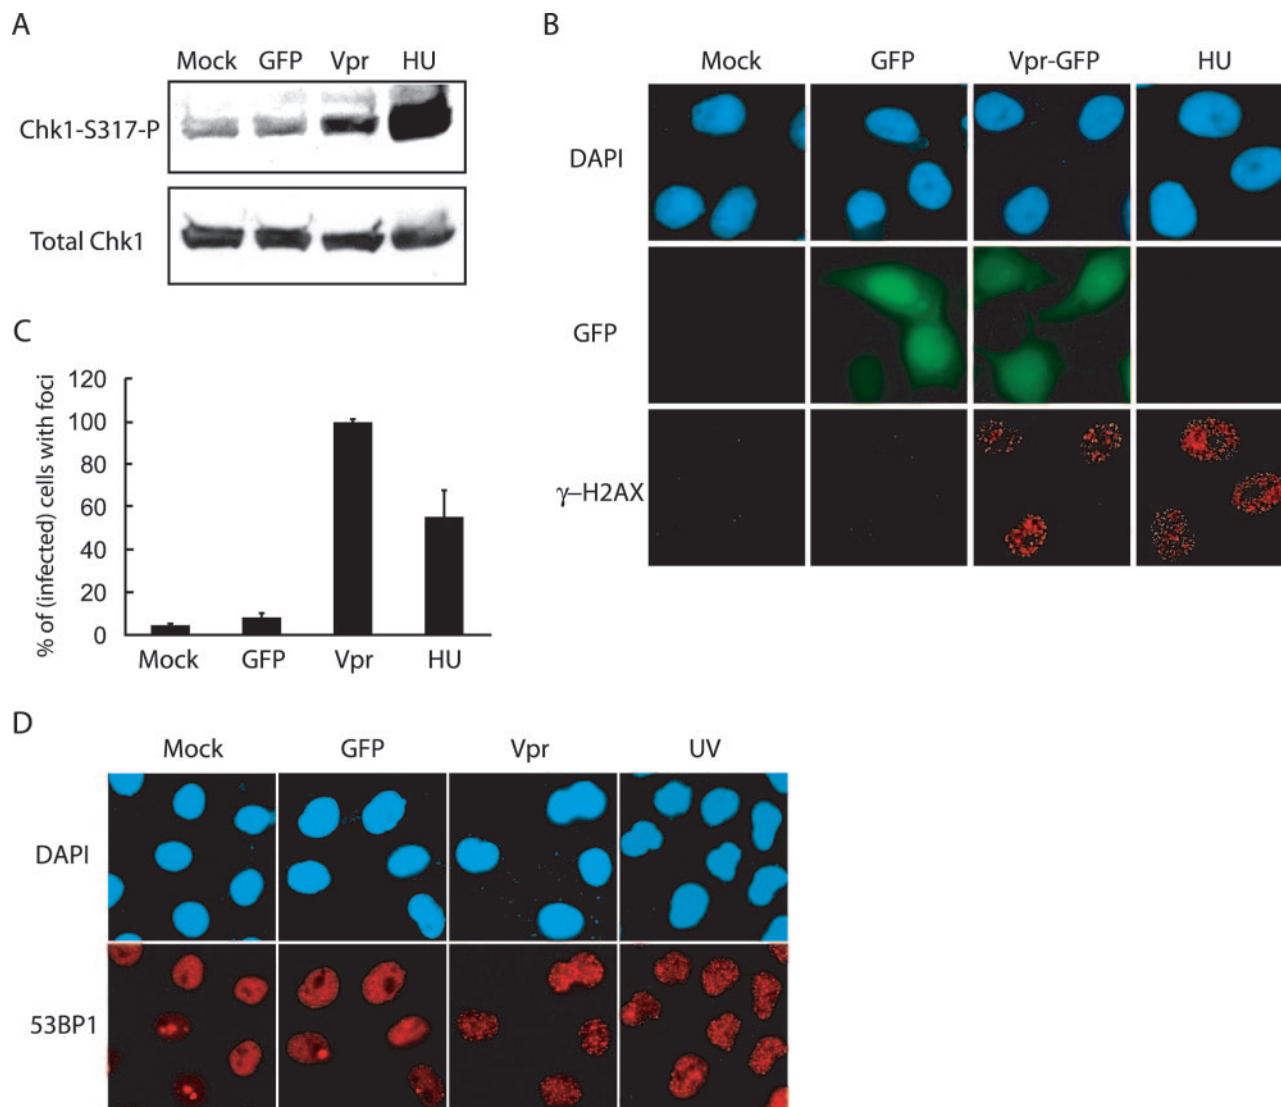 A
Mock GFP Vpr HU
Chk1-S317-P
Total Chk1
B
Mock GFP Vpr-GFP HU
DAPI
GFP
γ–H2AX
C
% of (infected) cells with foci
120
100
80
60
40
20
0
Mock GFP Vpr HU
D
Mock GFP Vpr UV
DAPI
53BP1